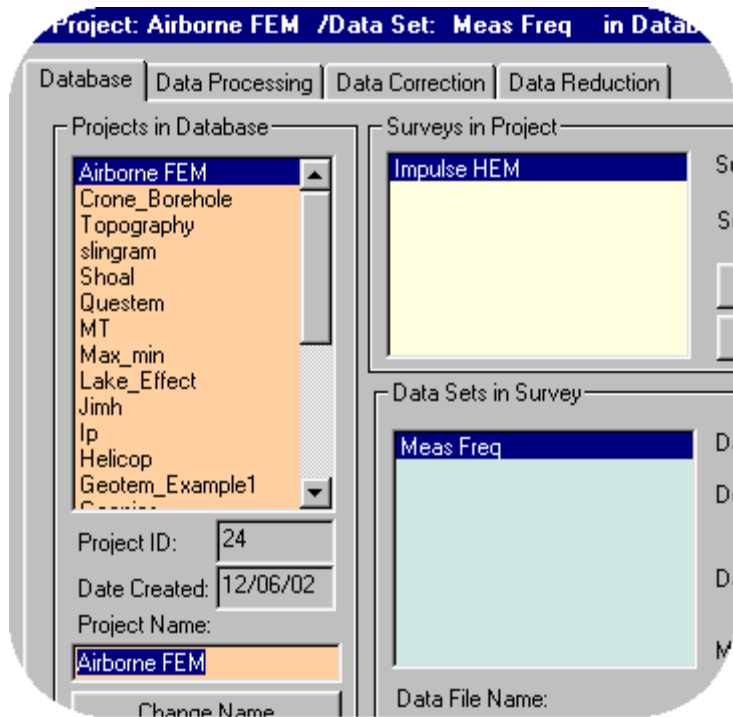 Project: Airborne FEM /Data Set: Meas Freq in Datab
Database Data Processing Data Correction Data Reduction
Projects in Database
Airborne FEM
Crone_Borehole
Topography
slingram
Shoal
Questem
MT
Max_min
Lake_Effect
Jimh
Ip
Helicop
Geotem_Example1
Project ID: 24
Date Created: 12/06/02
Project Name:
Airborne FEM
Change Name
Surveys in Project
Impulse HEM
Data Sets in Survey
Meas Freq
Data File Name: